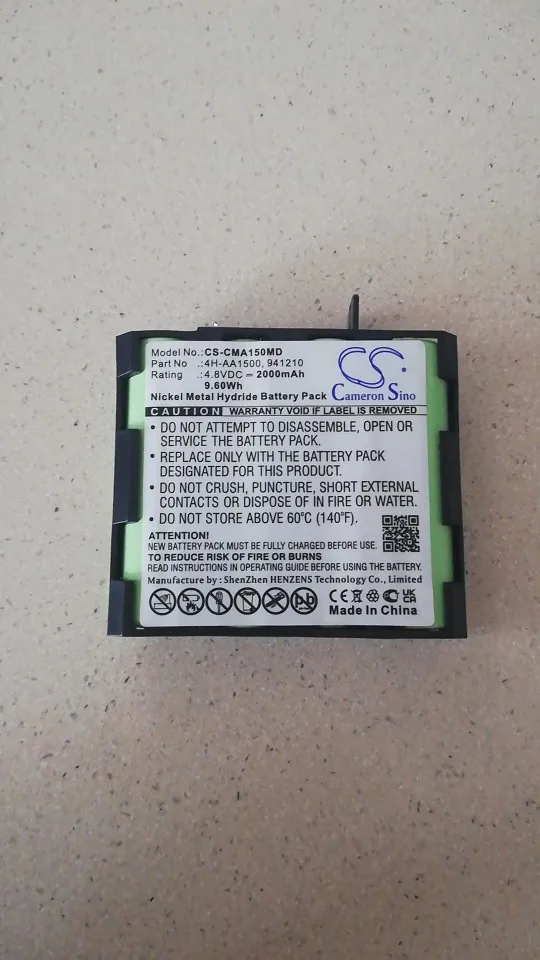 Model No.:CS-CMA150MD
Part No .:4H-AA1500, 941210
Rating .:4.8VDC ⎓ 2000mAh
9.60Wh
Nickel Metal Hydride Battery Pack
CS
Cameron Sino
CAUTION WARRANTY VOID IF LABEL IS REMOVED
• DO NOT ATTEMPT TO DISASSEMBLE, OPEN OR
SERVICE THE BATTERY PACK.
• REPLACE ONLY WITH THE BATTERY PACK
DESIGNATED FOR THIS PRODUCT.
• DO NOT CRUSH, PUNCTURE, SHORT EXTERNAL
CONTACTS OR DISPOSE OF IN FIRE OR WATER.
• DO NOT STORE ABOVE 60°C (140°F).
ATTENTION!
NEW BATTERY PACK MUST BE FULLY CHARGED BEFORE USE.
TO REDUCE RISK OF FIRE OR BURNS
READ INSTRUCTIONS IN OPERATING GUIDE BEFORE USING THE BATTERY.
Manufacture by : ShenZhen HENZENS Technology Co., Limited
Pb
CE EAC UKCA
Made In China